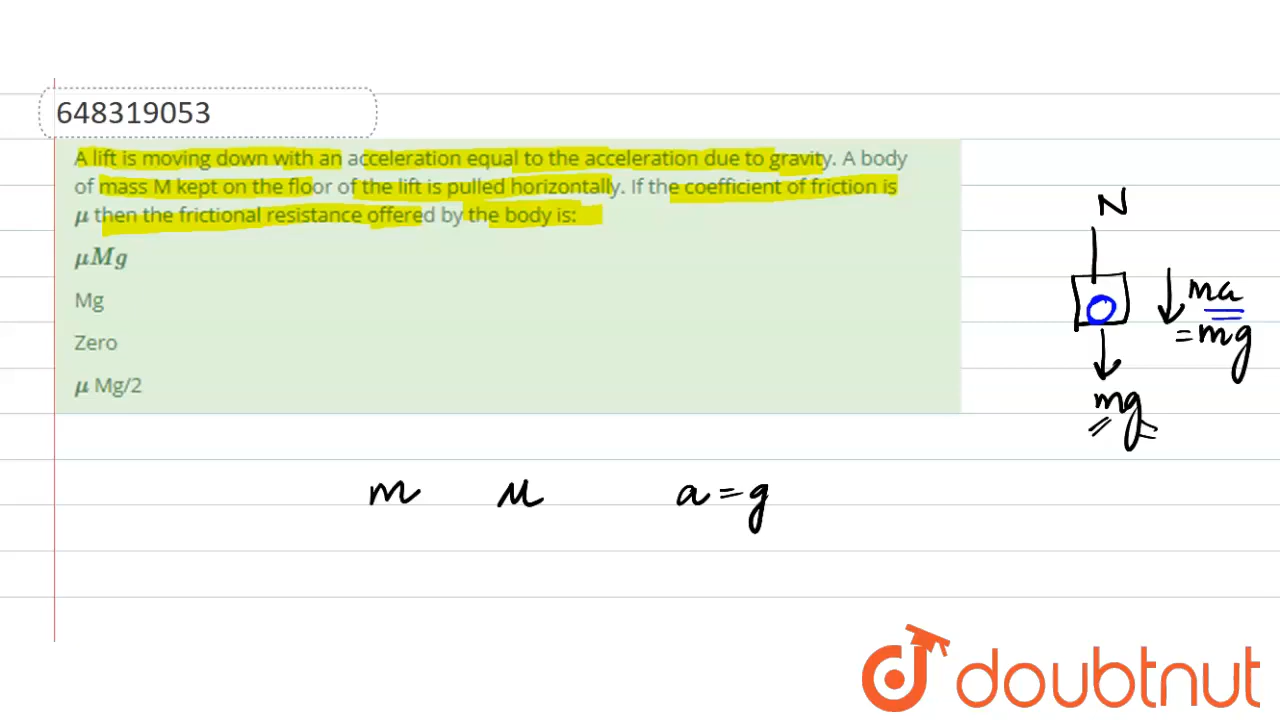 648319053
A lift is moving down with an acceleration equal to the acceleration due to gravity. A body
of mass M kept on the floor of the lift is pulled horizontally. If the coefficient of friction is
μ then the frictional resistance offered by the body is:
μMg
Mg
Zero
μ Mg/2
N
ma
= mg
mg
m μ a = g
doubtnut